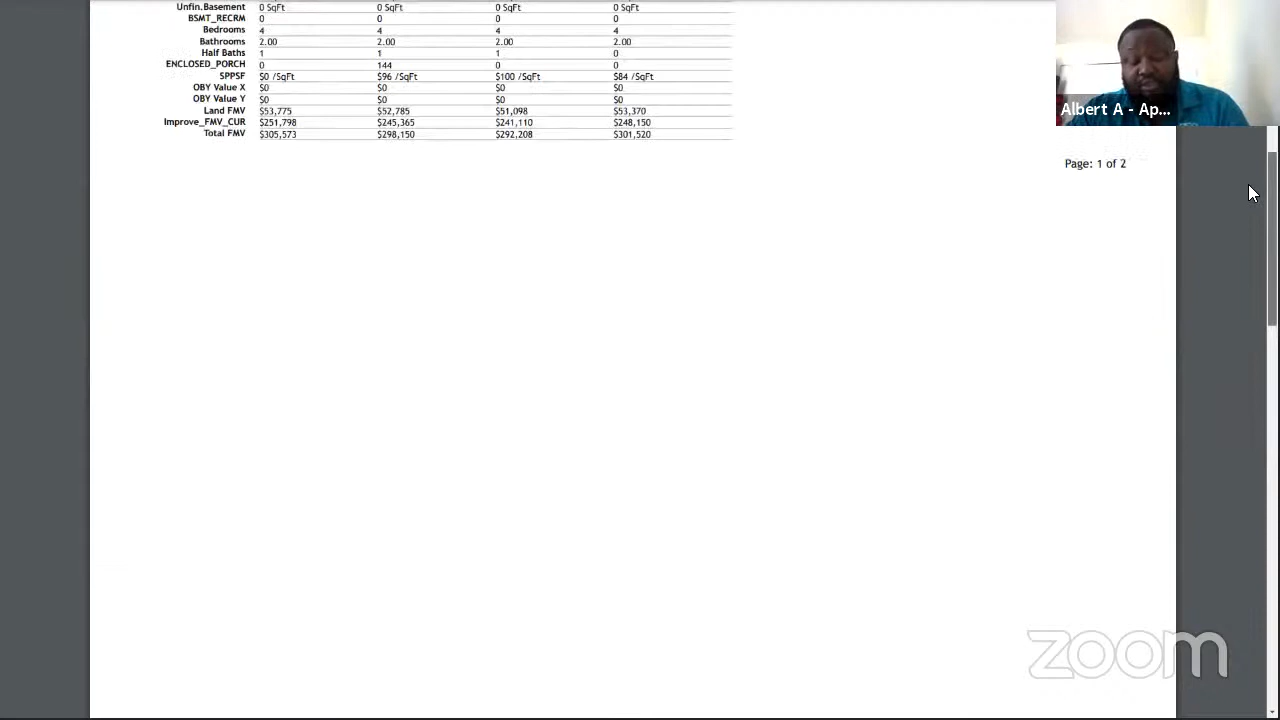 Unfin.Basement 0 SqFt 0 SqFt 0 SqFt 0 SqFt
BSMT_RECRM 0 0 0 0
Bedrooms 4 4 4 4
Bathrooms 2.00 2.00 2.00 2.00
Half Baths 1 1 1 0
ENCLOSED_PORCH 0 144 0 0
SPPSF $0 /SqFt $96 /SqFt $100 /SqFt $84 /SqFt
OBY Value X $0 $0 $0 $0
OBY Value Y $0 $0 $0 $0
Land FMV $53,775 $52,785 $51,098 $53,370
Improve_FMV_CUR $251,798 $245,365 $241,110 $248,150
Total FMV $305,573 $298,150 $292,208 $301,520
Albert A - Ap...
Page: 1 of 2
zoom